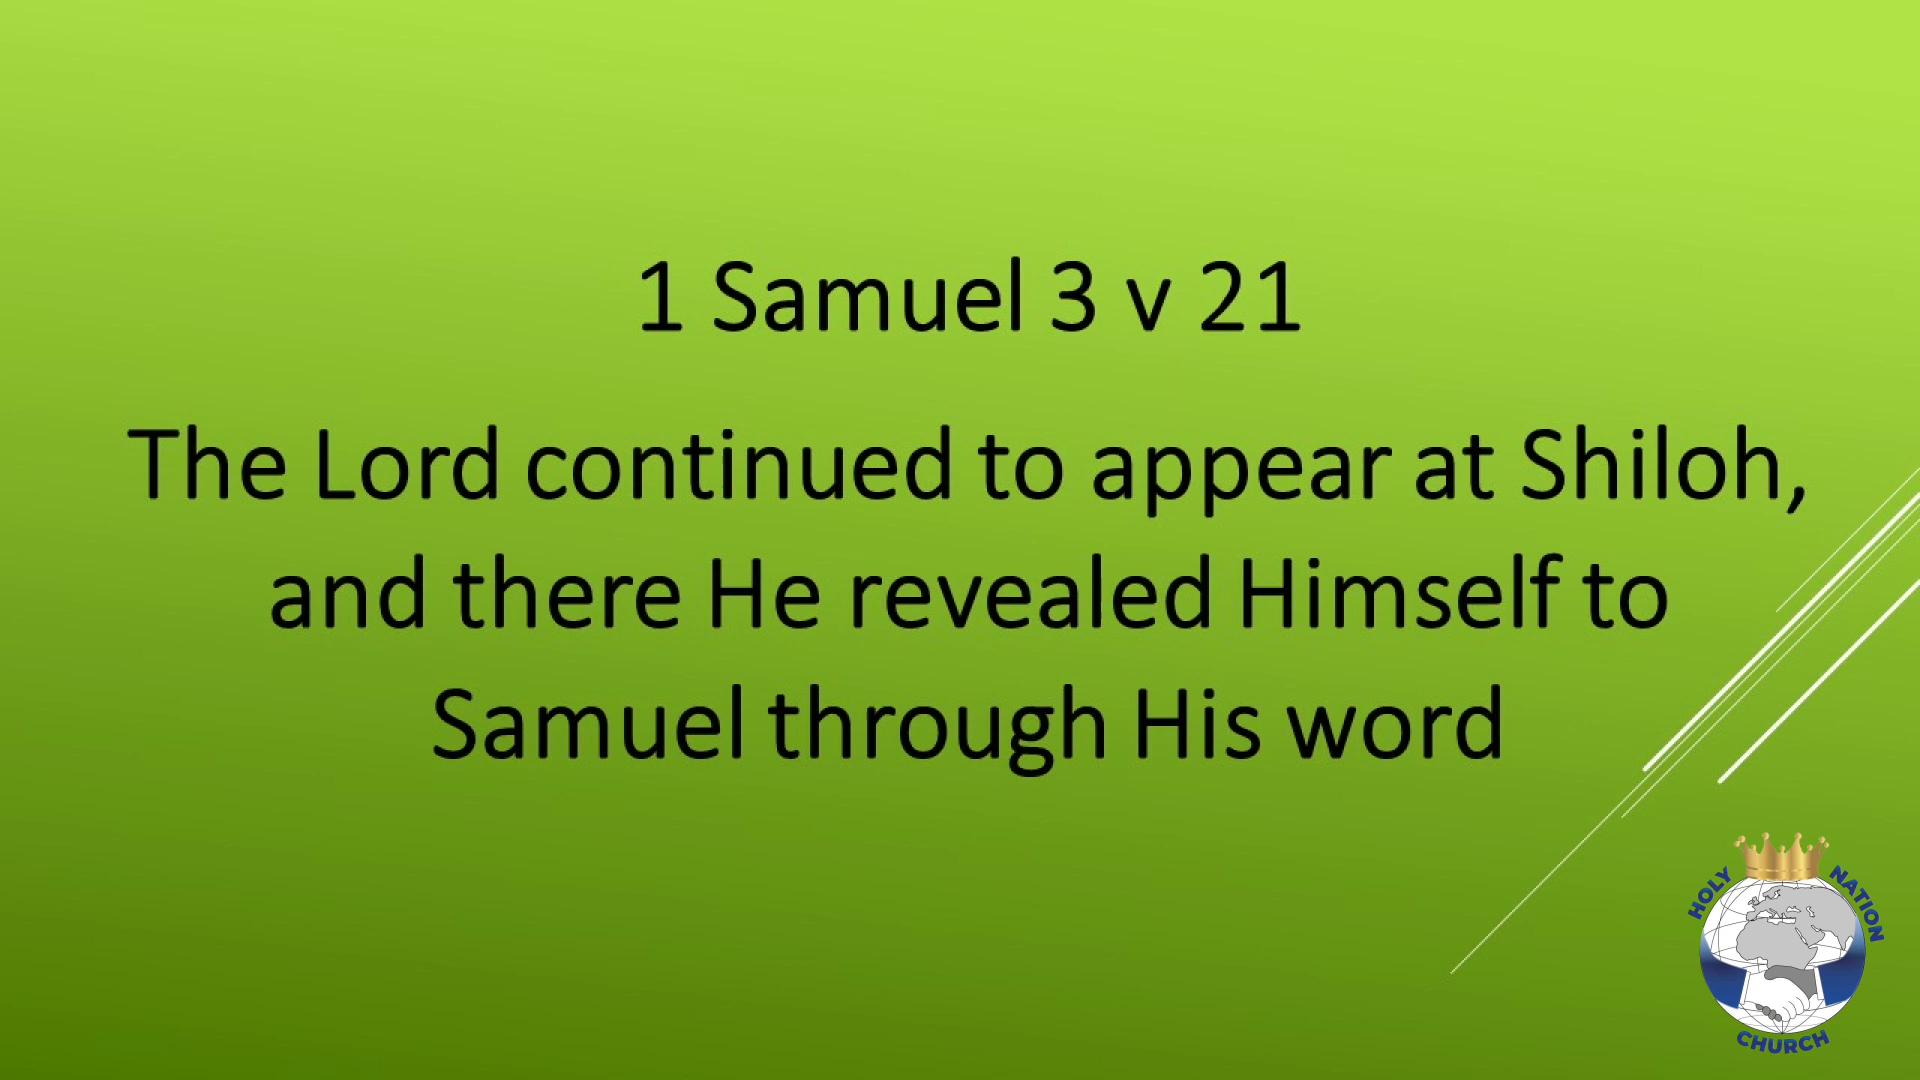 1 Samuel 3 v 21
The Lord continued to appear at Shiloh,
and there He revealed Himself to
Samuel through His word
HOLY NATION
CHURCH